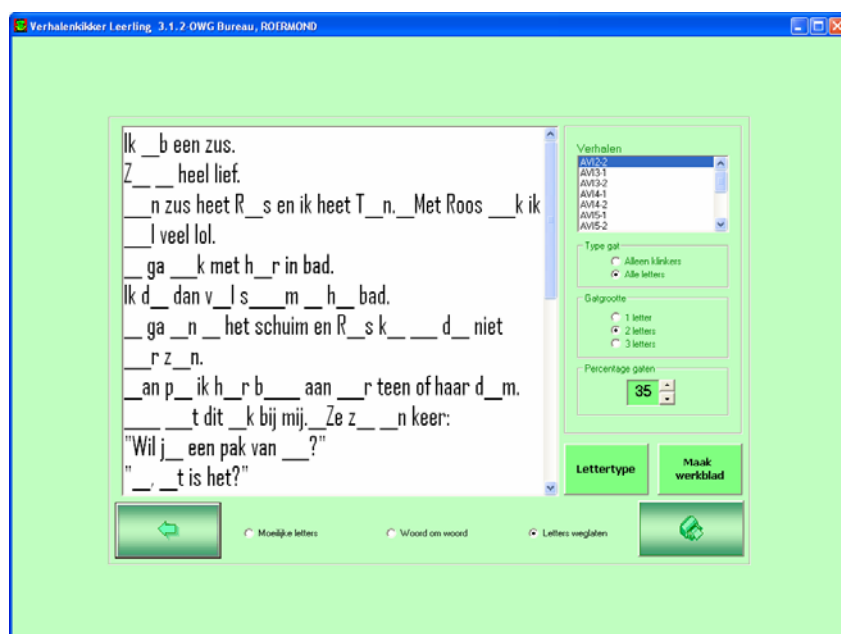 Verhalenkikker Leerling 3.1.2-OWG Bureau, ROERMOND
Ik __b een zus.
Z__ __ heel lief.
___n zus heet R__s en ik heet T__n.__Met Roos ___k ik
___l veel lol.
__ ga ___k met h__r in bad.
Ik d__ dan v__l s____m __ h__ bad.
__ ga __n __ het schuim en R__s k__ ___ d__ niet
___r z__n.
__an p__ ik h__r b____ aan ___r teen of haar d__m.
____ ___t dit __k bij mij.__Ze z__ __n keer:
"Wil j__ een pak van ___?"
"__, __t is het?"
Verhalen
AVI2-2
AVI3-1
AVI3-2
AVI4-1
AVI4-2
AVI5-1
AVI5-2
Type gat
Alleen klinkers
Alle letters
Gatgrootte
1 letter
2 letters
3 letters
Percentage gaten
35
Lettertype
Maak
werkblad
Moeilijke letters
Woord om woord
Letters weglaten